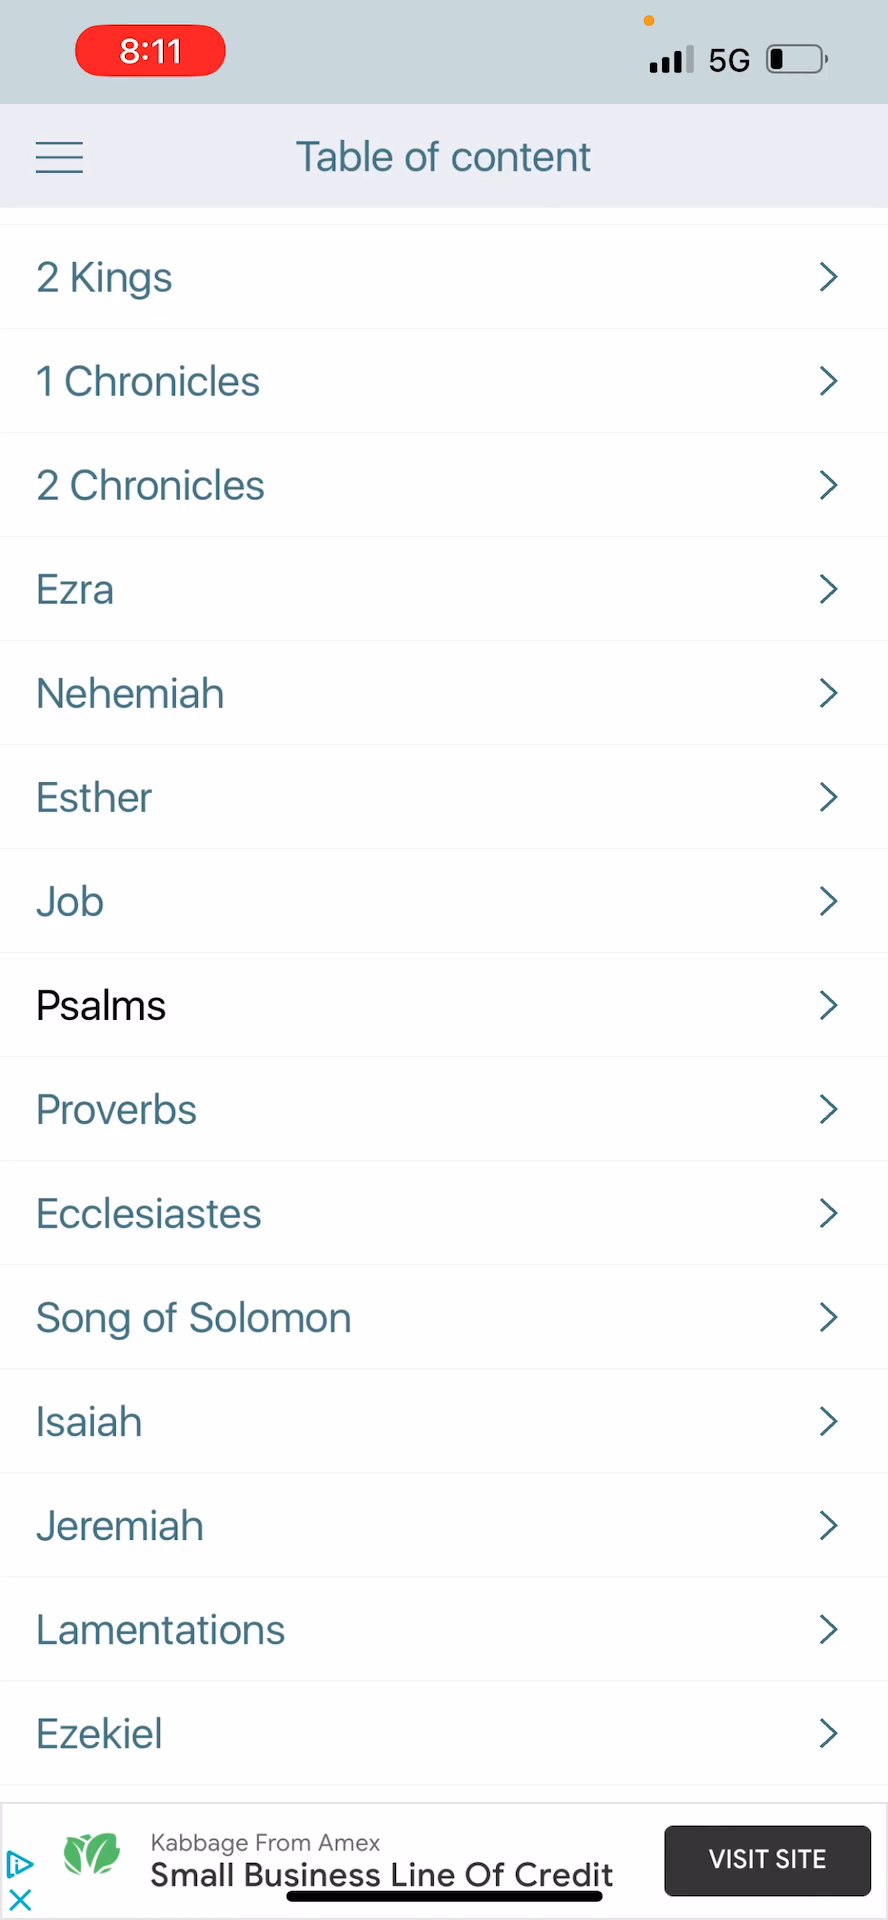 8:11
5G
Table of content
2 Kings
1 Chronicles
2 Chronicles
Ezra
Nehemiah
Esther
Job
Psalms
Proverbs
Ecclesiastes
Song of Solomon
Isaiah
Jeremiah
Lamentations
Ezekiel
Kabbage From Amex
Small Business Line Of Credit
VISIT SITE